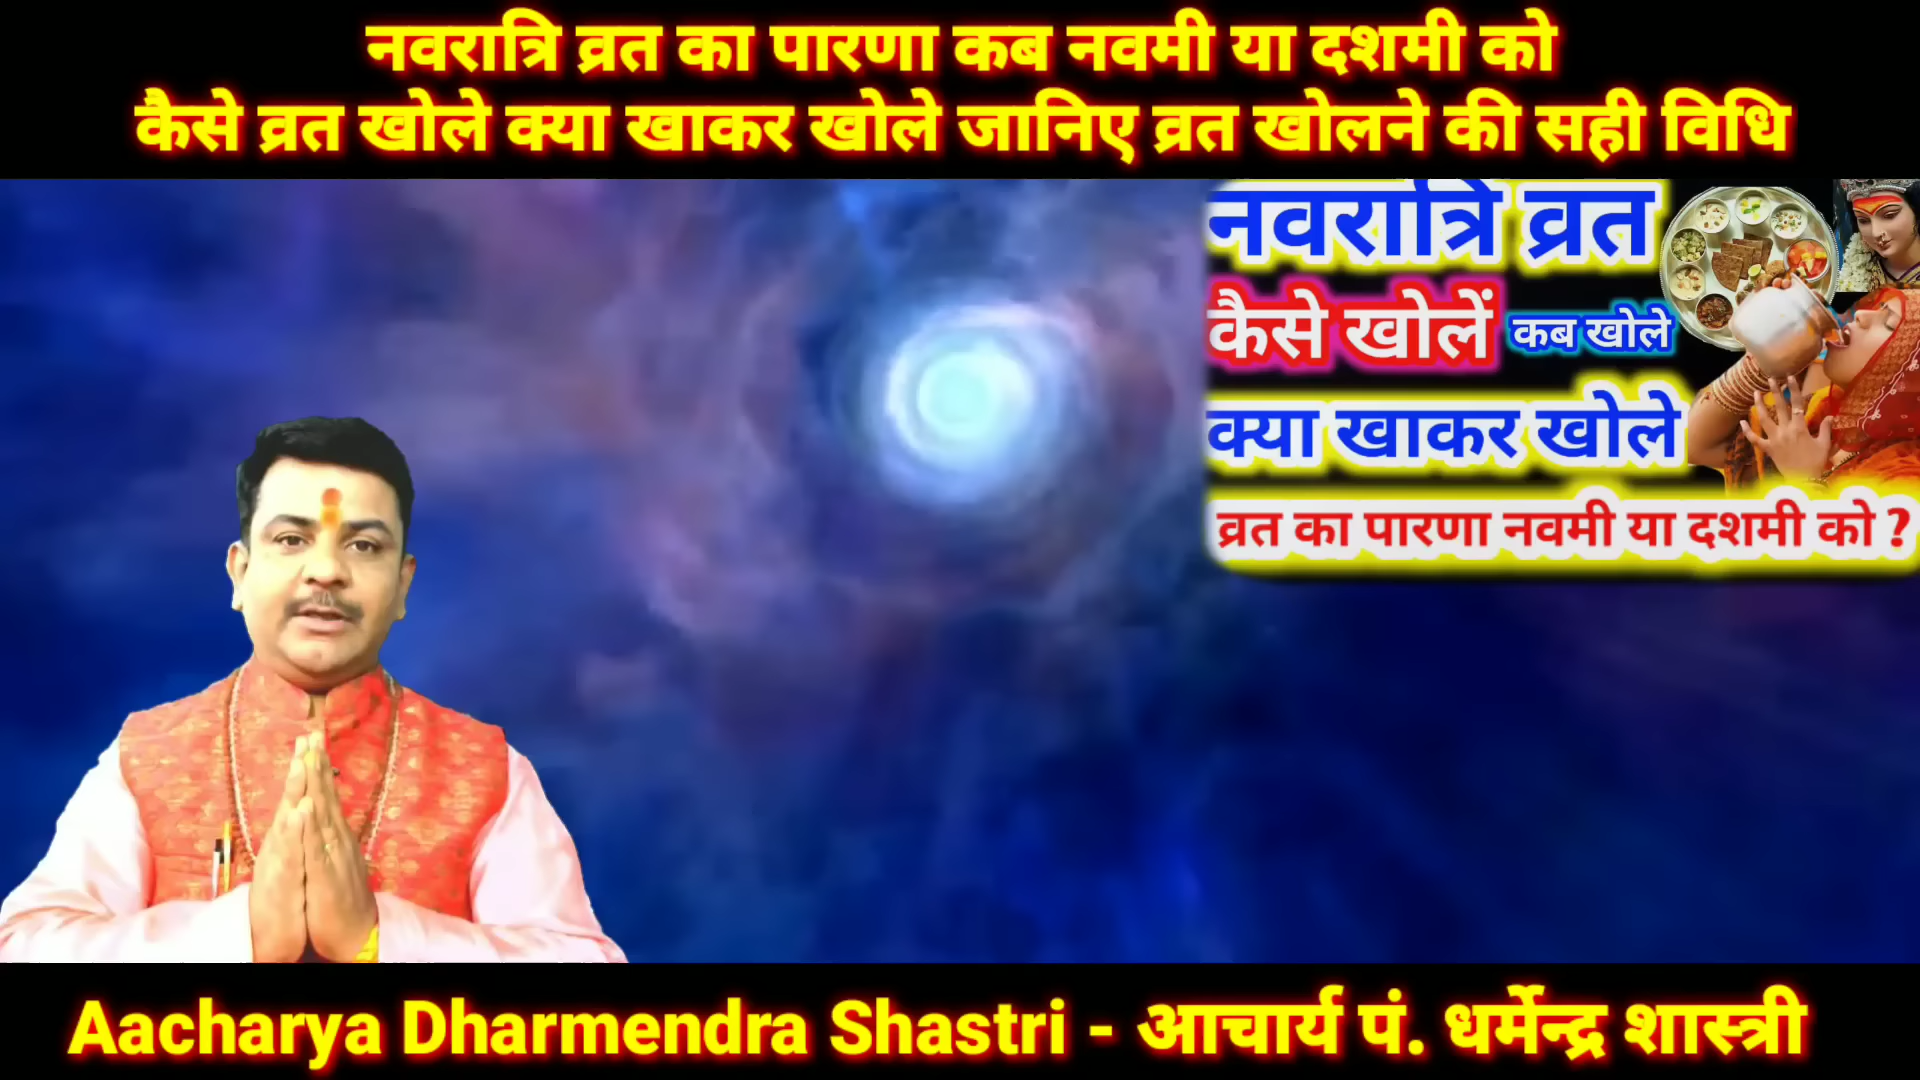 नवरात्रि व्रत का पारणा कब नवमी या दशमी को
कैसे व्रत खोले क्या खाकर खोले जानिए व्रत खोलने की सही विधि
नवरात्रि व्रत
कैसे खोलें कब खोले
क्या खाकर खोले
व्रत का पारणा नवमी या दशमी को ?
Aacharya Dharmendra Shastri - आचार्य पं. धर्मेन्द्र शास्त्री